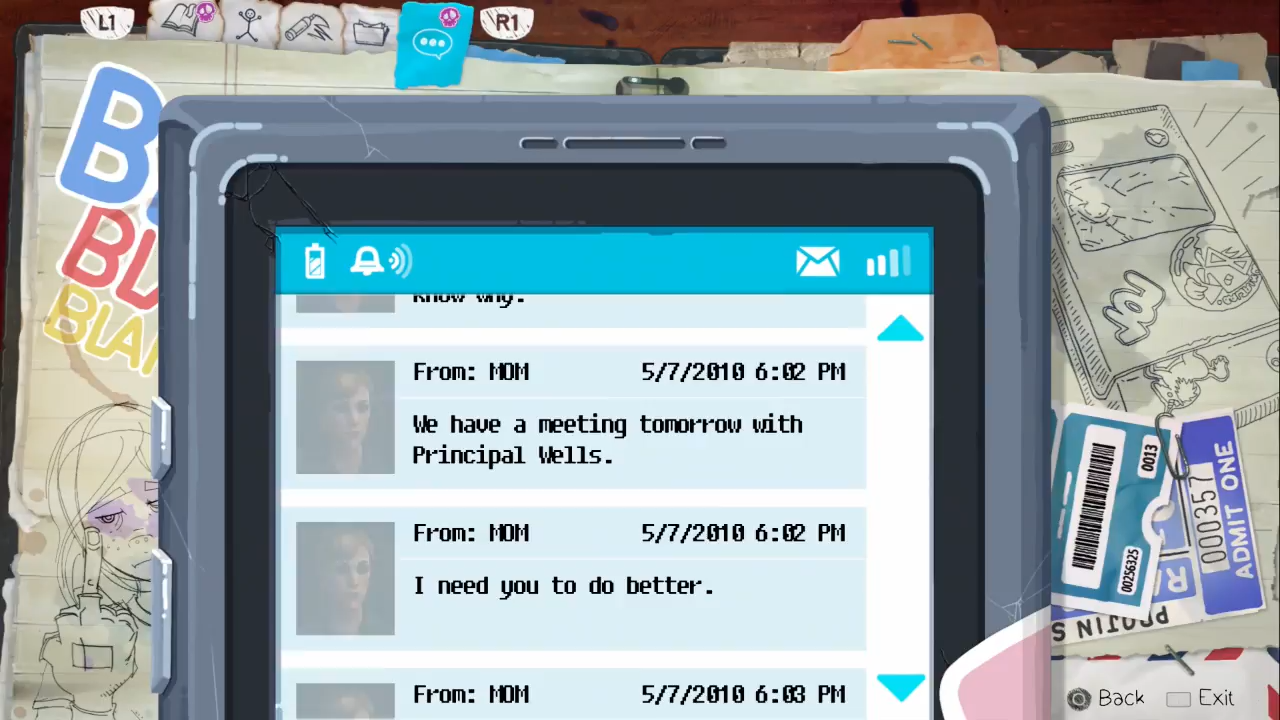 L1
R1
know why.
From: MOM 5/7/2010 6:02 PM
We have a meeting tomorrow with
Principal Wells.
From: MOM 5/7/2010 6:02 PM
I need you to do better.
From: MOM 5/7/2010 6:03 PM
0013
00256325
000357
ADMIT ONE
Back
Exit